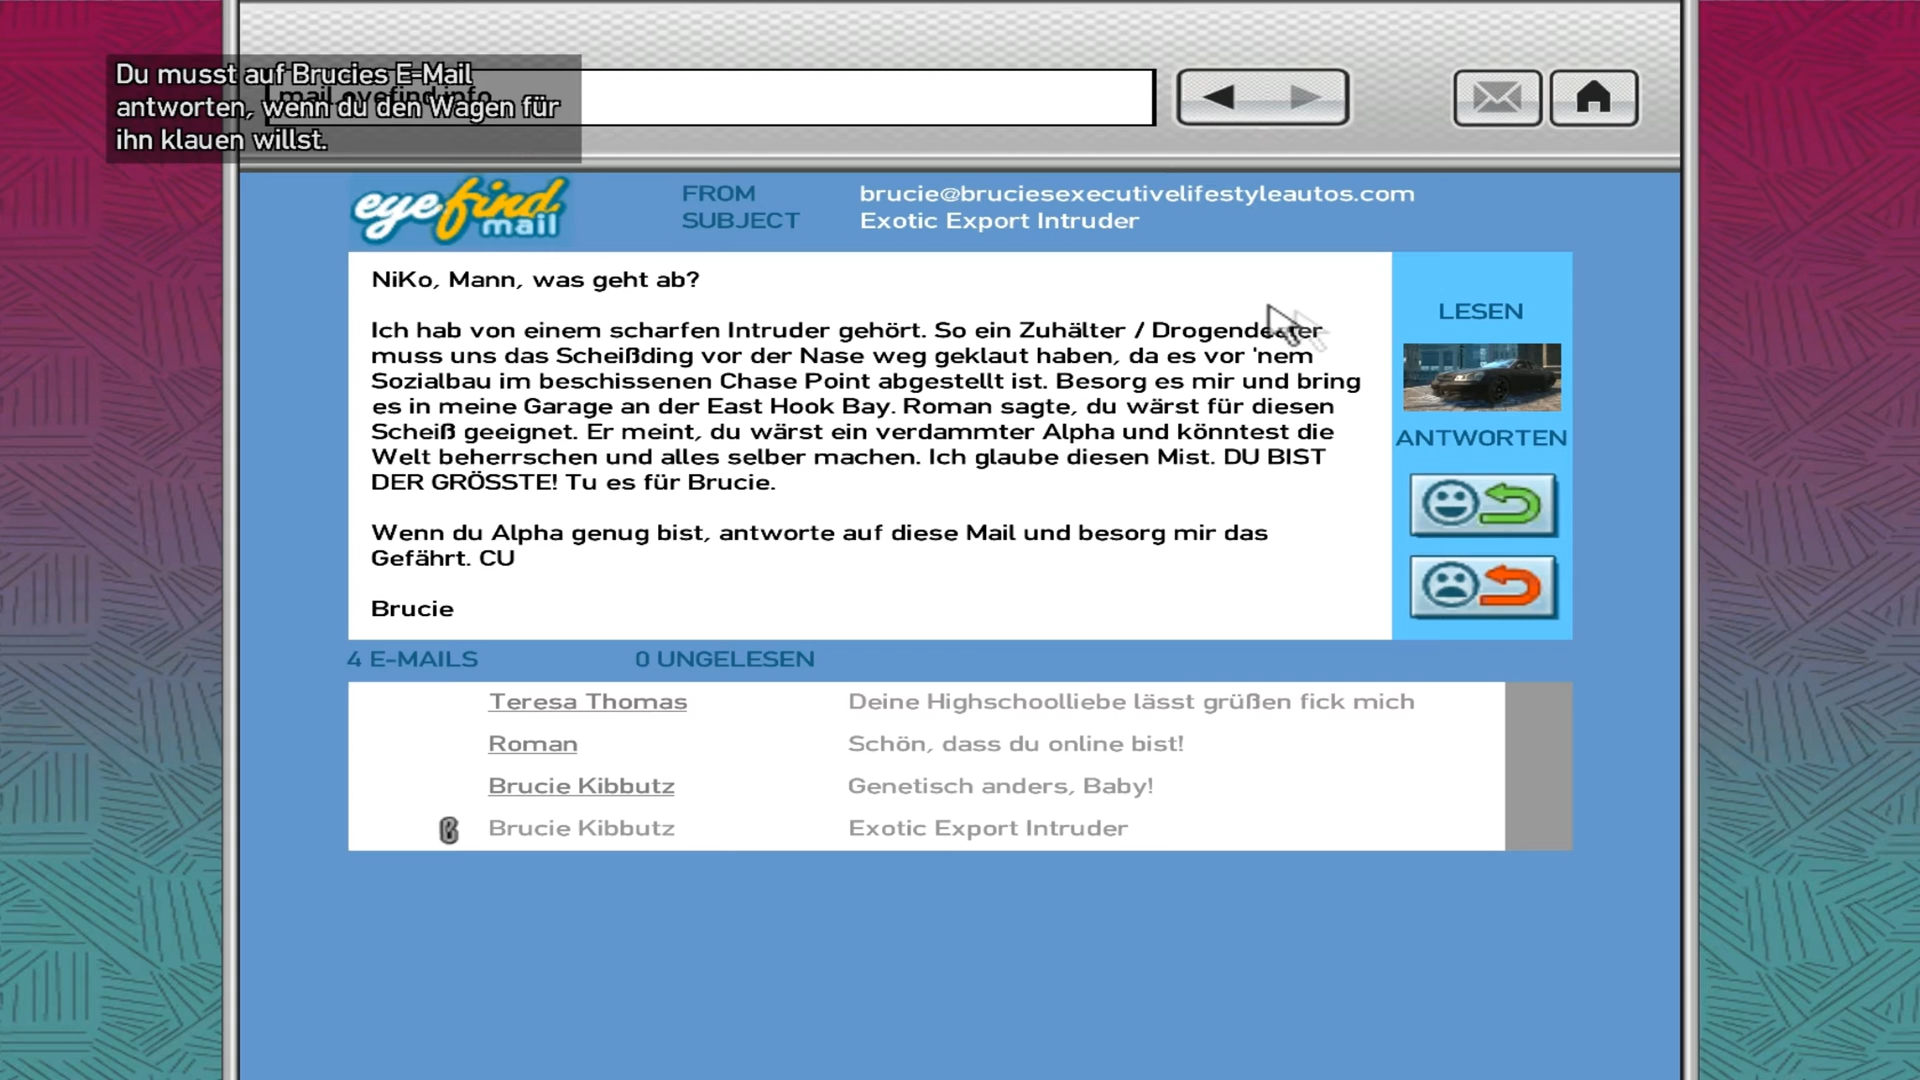 Du musst auf Brucies E-Mail
antworten, wenn du den Wagen für
ihn klauen willst.
mail.eyefind.info
eyefind
mail
FROM brucie@bruciesexecutivelifestyleautos.com
SUBJECT Exotic Export Intruder
NiKo, Mann, was geht ab?
Ich hab von einem scharfen Intruder gehört. So ein Zuhälter / Drogendealer
muss uns das Scheißding vor der Nase weg geklaut haben, da es vor 'nem
Sozialbau im beschissenen Chase Point abgestellt ist. Besorg es mir und bring
es in meine Garage an der East Hook Bay. Roman sagte, du wärst für diesen
Scheiß geeignet. Er meint, du wärst ein verdammter Alpha und könntest die
Welt beherrschen und alles selber machen. Ich glaube diesen Mist. DU BIST
DER GRÖSSTE! Tu es für Brucie.
Wenn du Alpha genug bist, antworte auf diese Mail und besorg mir das
Gefährt. CU
Brucie
LESEN
ANTWORTEN
4 E-MAILS 0 UNGELESEN
Teresa Thomas Deine Highschoolliebe lässt grüßen fick mich
Roman Schön, dass du online bist!
Brucie Kibbutz Genetisch anders, Baby!
Brucie Kibbutz Exotic Export Intruder